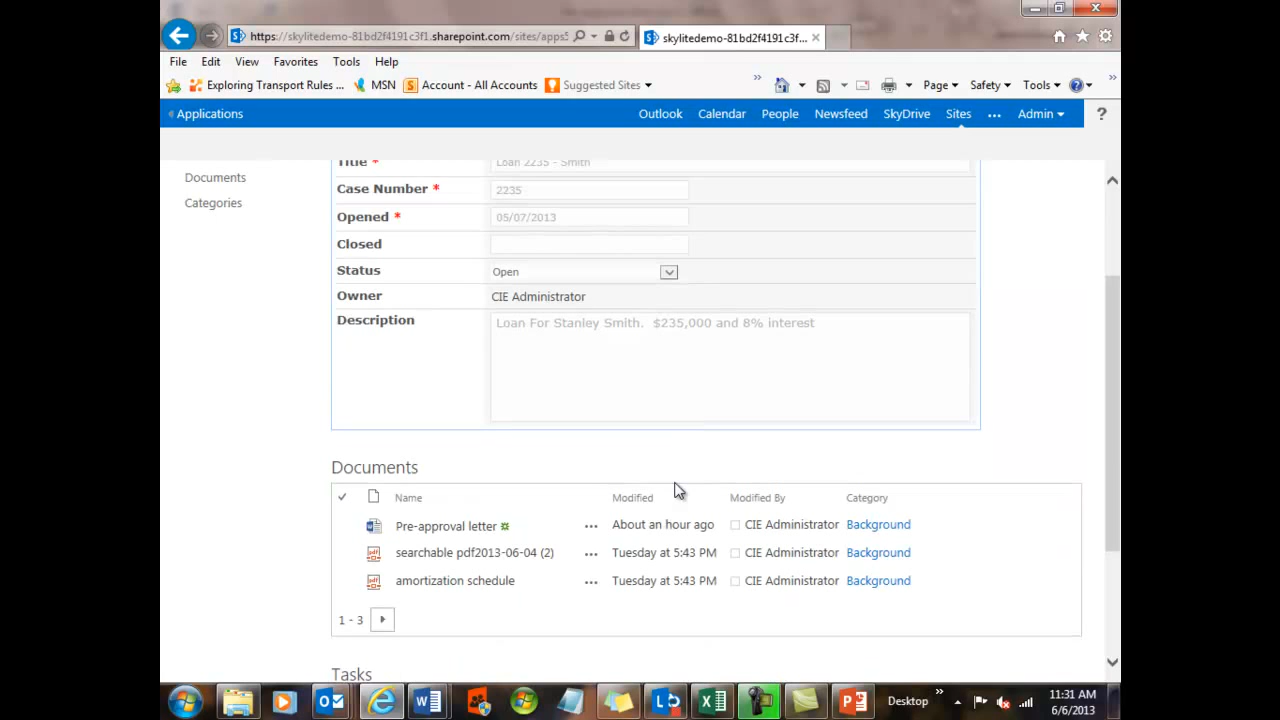 https://skylitedemo-81bd2f4191c3f1.sharepoint.com/sites/apps5
skylitedemo-81bd2f4191c3f...
File Edit View Favorites Tools Help
Exploring Transport Rules ... MSN Account - All Accounts Suggested Sites Page Safety Tools
Applications Outlook Calendar People Newsfeed SkyDrive Sites ... Admin ?
Documents
Categories
Title * Loan 2235 - Smith
Case Number * 2235
Opened * 05/07/2013
Closed
Status Open
Owner CIE Administrator
Description Loan For Stanley Smith. $235,000 and 8% interest
Documents
Name Modified Modified By Category
Pre-approval letter ... About an hour ago CIE Administrator Background
searchable pdf2013-06-04 (2) ... Tuesday at 5:43 PM CIE Administrator Background
amortization schedule ... Tuesday at 5:43 PM CIE Administrator Background
1 - 3
Tasks
Desktop
11:31 AM
6/6/2013